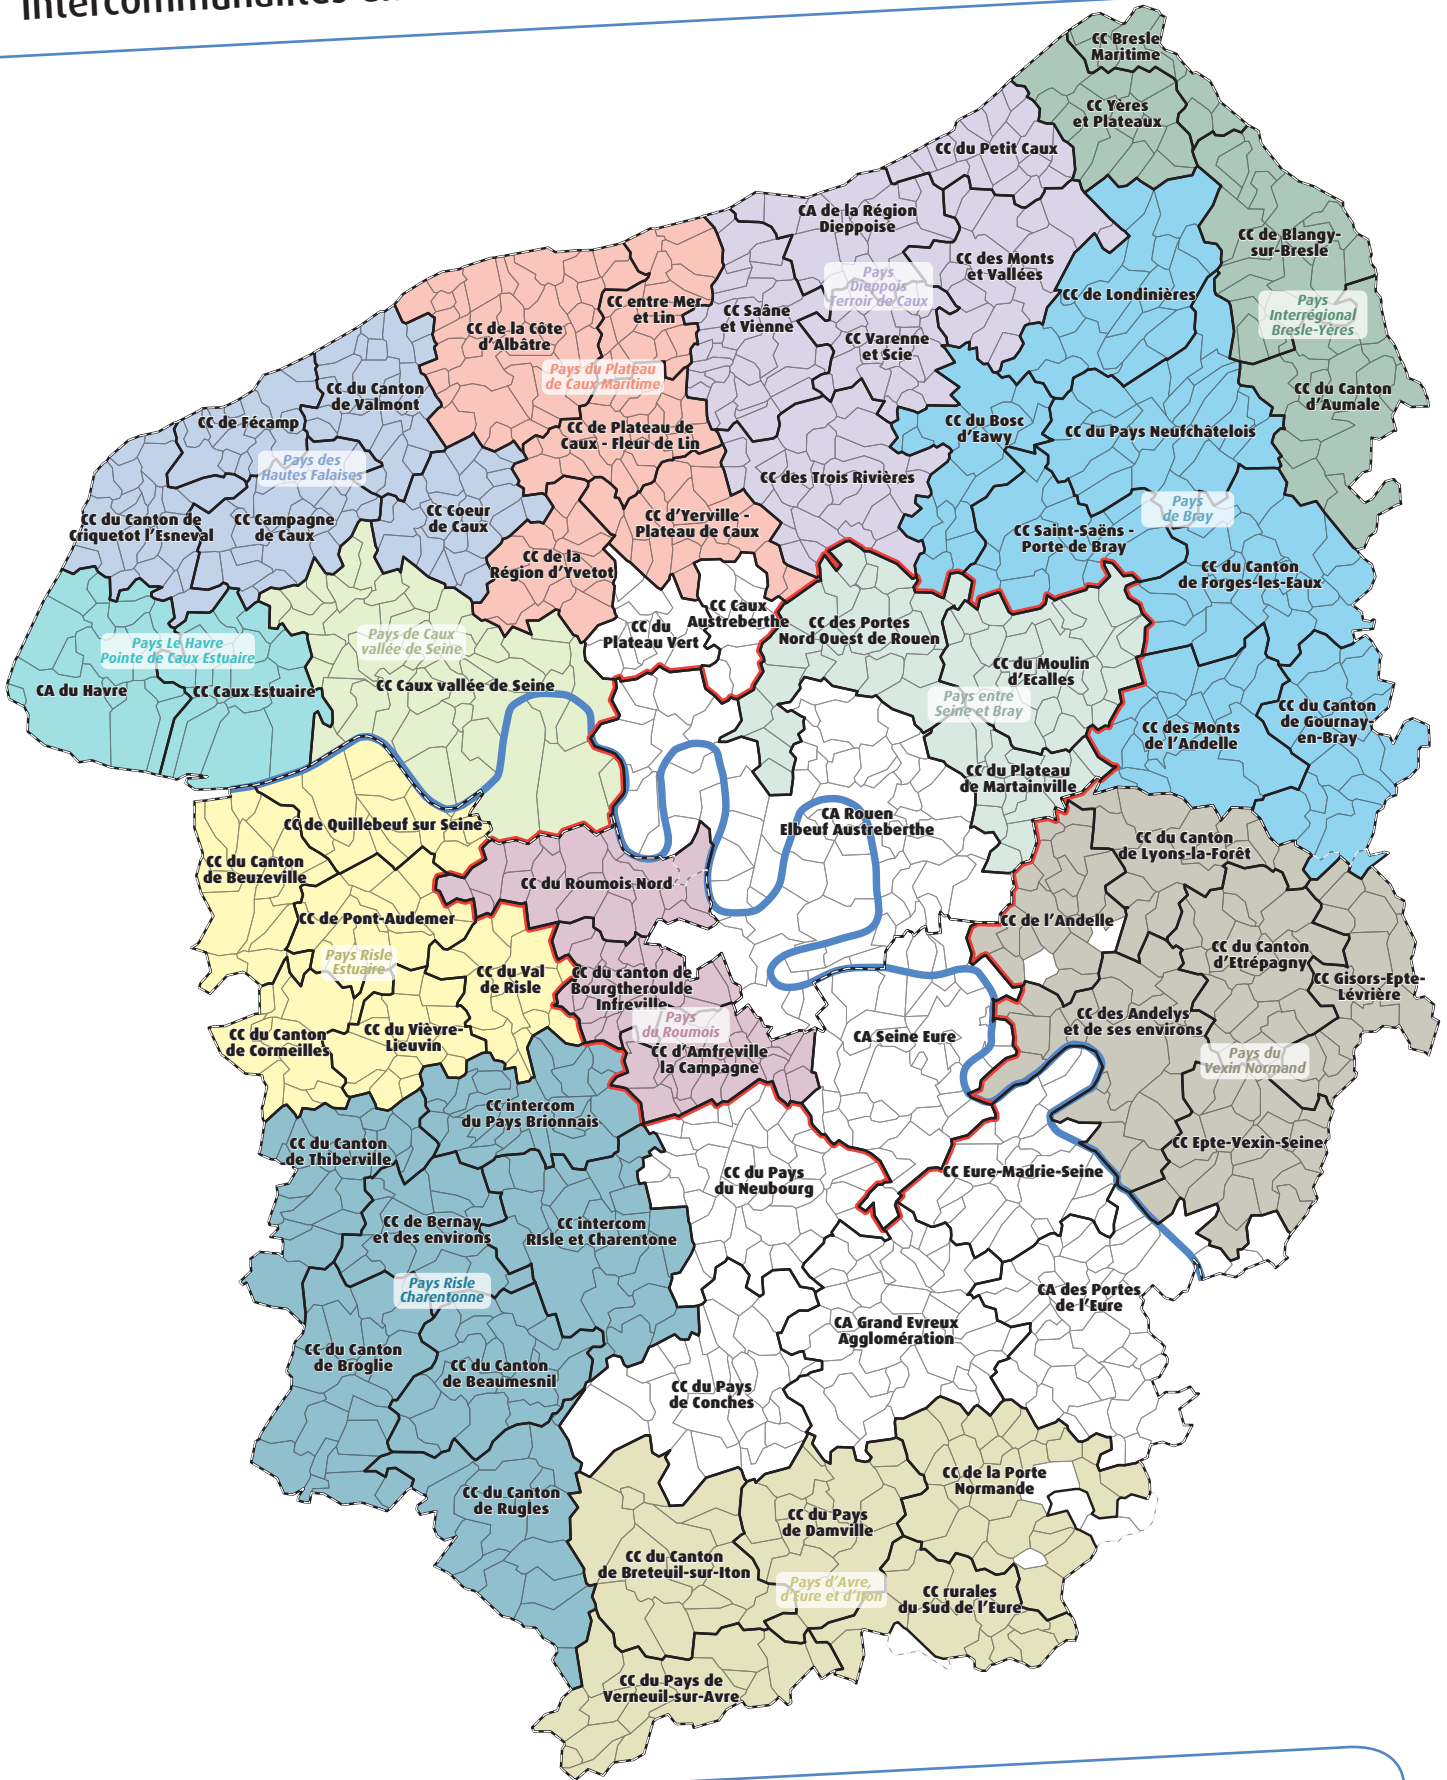 Intercommunalités
CC Bresle
Maritime
CC Yères
et Plateaux
CC du Petit Caux
CA de la Région
Dieppoise
CC de Blangy-
sur-Bresle
CC des Monts
et Vallées
Pays
Dieppois
Terroir de Caux
CC de Londinières
CC entre Mer
et Lin
CC Saâne
et Vienne
Pays
Interrégional
Bresle-Yères
CC de la Côte
d'Albâtre
CC Varenne
et Scie
Pays du Plateau
de Caux Maritime
CC du Canton
de Valmont
CC du Canton
d'Aumale
CC de Fécamp
CC du Bosc
d'Eawy
CC de Plateau de
Caux - Fleur de Lin
CC du Pays Neufchâtelois
Pays des
Hautes Falaises
CC des Trois Rivières
Pays
de Bray
CC du Canton de
Criquetot l'Esneval
CC Campagne
de Caux
CC Coeur
de Caux
CC d'Yerville -
Plateau de Caux
CC Saint-Saëns -
Porte de Bray
CC de la
Région d'Yvetot
CC du Canton
de Forges-les-Eaux
CC Caux
Austreberthe
CC du
Plateau Vert
CC des Portes
Nord Ouest de Rouen
Pays Le Havre
Pointe de Caux Estuaire
Pays de Caux
vallée de Seine
CC du Moulin
d'Ecalles
CA du Havre
CC Caux Estuaire
CC Caux vallée de Seine
Pays entre
Seine et Bray
CC du Canton
de Gournay-
en-Bray
CC des Monts
de l'Andelle
CC du Plateau
de Martainville
CC de Quillebeuf sur Seine
CA Rouen
Elbeuf Austreberthe
CC du Canton
de Lyons-la-Forêt
CC du Canton
de Beuzeville
CC du Roumois Nord
CC de Pont-Audemer
CC de l'Andelle
CC du Canton
d'Etrépagny
Pays Risle
Estuaire
CC du Val
de Risle
CC du canton de
Bourgtheroulde
Infreville
CC Gisors-Epte-
Lévrière
CC des Andelys
et de ses environs
Pays
du Roumois
CC du Canton
de Cormeilles
CC du Vièvre-
Lieuvin
CA Seine Eure
CC d'Amfreville
la Campagne
Pays du
Vexin Normand
CC intercom
du Pays Brionnais
CC du Canton
de Thiberville
CC Epte-Vexin-Seine
CC du Pays
du Neubourg
CC Eure-Madrie-Seine
CC de Bernay
et des environs
CC intercom
RIsle et Charentone
Pays Risle
Charentonne
CA des Portes
de l'Eure
CA Grand Evreux
Agglomération
CC du Canton
de Broglie
CC du Canton
de Beaumesnil
CC du Pays
de Conches
CC de la Porte
Normande
CC du Canton
de Rugles
CC du Pays
de Damville
CC du Canton
de Breteuil-sur-Iton
Pays d'Avre,
d'Eure et d'Iton
CC rurales
du Sud de l'Eure
CC du Pays de
Verneuil-sur-Avre